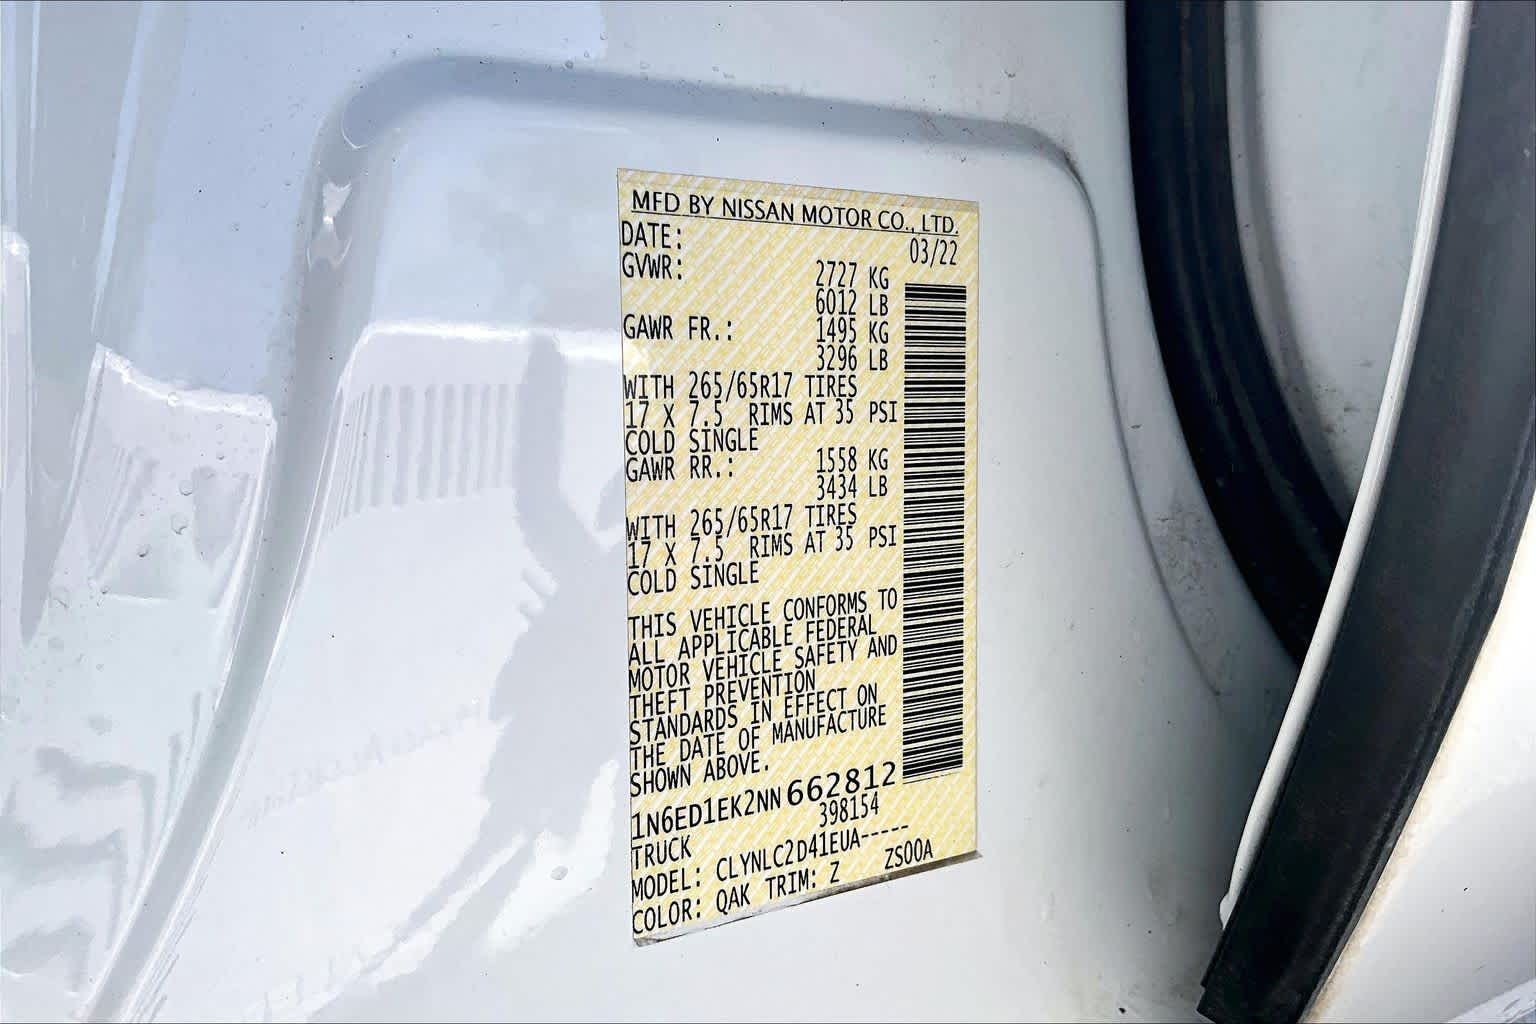 MFD BY NISSAN MOTOR CO., LTD.
DATE: 03/22
GVWR: 2727 KG
6012 LB
GAWR FR.: 1495 KG
3296 LB
WITH 265/65R17 TIRES
17 X 7.5 RIMS AT 35 PSI
COLD SINGLE
GAWR RR.: 1558 KG
3434 LB
WITH 265/65R17 TIRES
17 X 7.5 RIMS AT 35 PSI
COLD SINGLE
THIS VEHICLE CONFORMS TO
ALL APPLICABLE FEDERAL
MOTOR VEHICLE SAFETY AND
THEFT PREVENTION
STANDARDS IN EFFECT ON
THE DATE OF MANUFACTURE
SHOWN ABOVE.
1N6ED1EK2NN662812
398154
TRUCK
MODEL: CLYNLC2D41EUA-----
COLOR: QAK TRIM: Z ZS00A